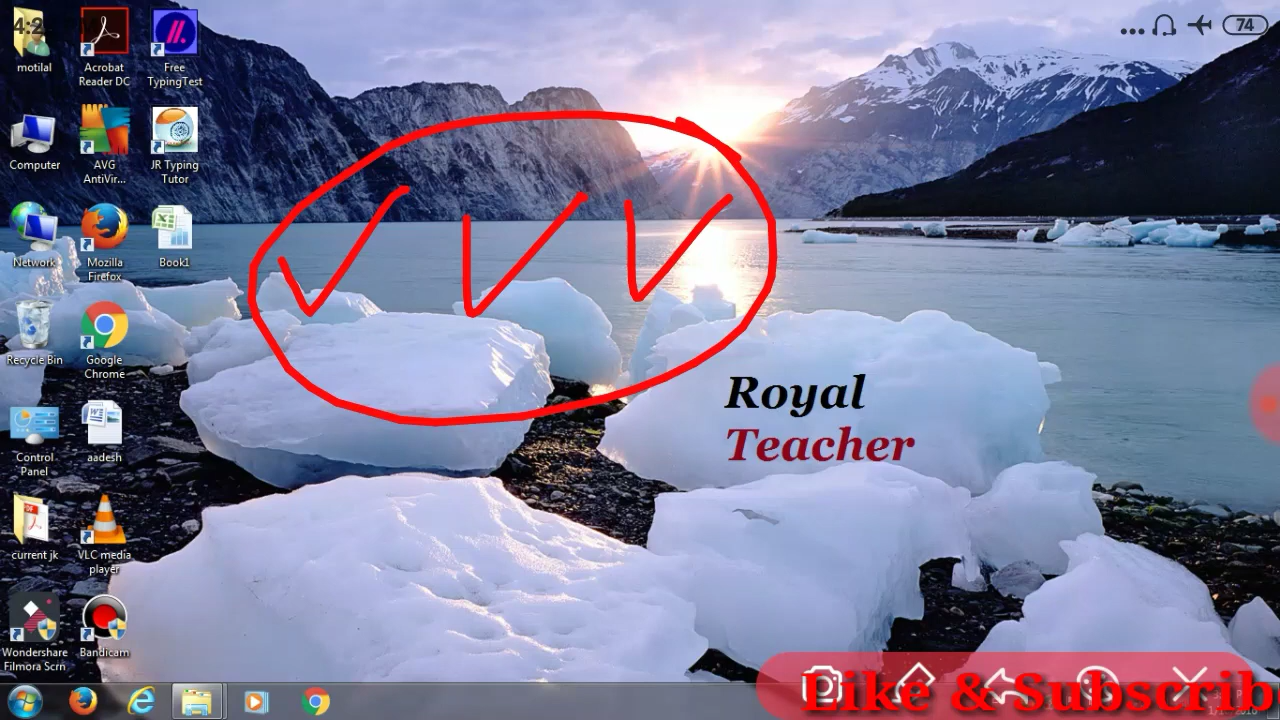 74
motilal
Acrobat
Reader DC
Free
TypingTest
Computer
AVG
AntiVir...
JR Typing
Tutor
Network
Mozilla
Firefox
Book1
Recycle Bin
Google
Chrome
Royal
Teacher
Control
Panel
aadesh
current jk
VLC media
player
Wondershare
Filmora Scrn
Bandicam
Like & Subscrib